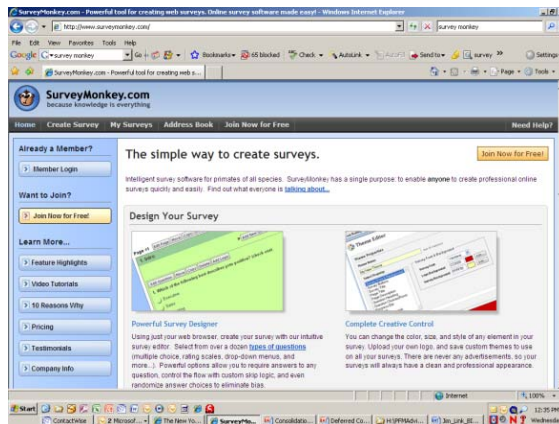 SurveyMonkey.com - Powerful tool for creating web surveys. Online survey software made easy! - Windows Internet Explorer
http://www.surveymonkey.com/
survey monkey
File Edit View Favorites Tools Help
Google survey monkey Go Bookmarks 65 blocked Check AutoLink AutoFill Send to survey Settings
SurveyMonkey.com - Powerful tool for creating web s... Page Tools
SurveyMonkey.com
because knowledge is everything
Home Create Survey My Surveys Address Book Join Now for Free Need Help?
Already a Member?
Member Login
Want to Join?
Join Now for Free!
Learn More...
Feature Highlights
Video Tutorials
10 Reasons Why
Pricing
Testimonials
Company Info
The simple way to create surveys.
Join Now for Free!
Intelligent survey software for primates of all species. SurveyMonkey has a single purpose: to enable anyone to create professional online
surveys quickly and easily. Find out what everyone is talking about...
Design Your Survey
Powerful Survey Designer
Using just your web browser, create your survey with our intuitive
survey editor. Select from over a dozen types of questions
(multiple choice, rating scales, drop-down menus, and
more...). Powerful options allow you to require answers to any
question, control the flow with custom skip logic, and even
randomize answer choices to eliminate bias.
Theme Editor
Complete Creative Control
You can change the color, size, and style of any element in your
survey. Upload your own logo, and save custom themes to use
on all your surveys. There are never any advertisements, so your
surveys will always have a clean and professional appearance.
Internet 100%
Start 12:35 PM
ContactWise 2 Microsof... The New Yo... SurveyMo... Consolidatio... Deferred Co... Wednesday